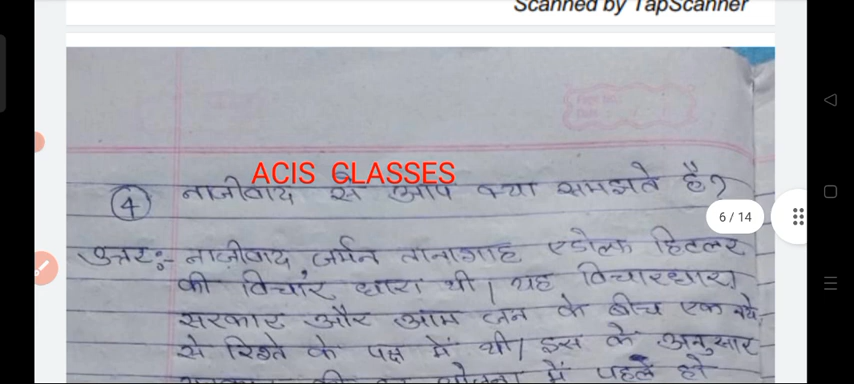 Scanned by TapScanner
ACIS CLASSES
④ नाजीवाद से आप क्या समझते है?
6 / 14
उत्तर:- नाज़ीवाद जर्मन तानाशाह एडोल्फ हिटलर
की विचार धारा थी। यह विचारधारा
सरकार और आम जन के बीच एक नये
से रिश्ते के पक्ष में थी। इस के अनुसार
में पहले हो